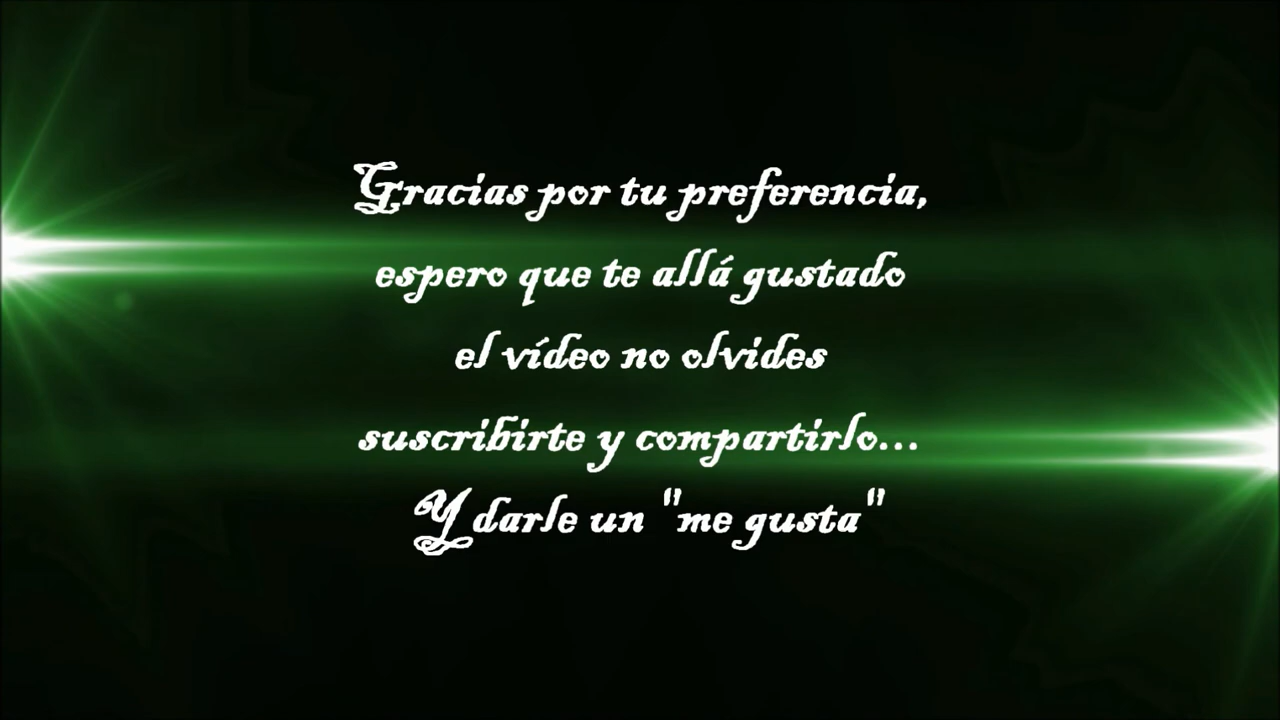 Gracias por tu preferencia,
espero que te allá gustado
el vídeo no olvides
suscribirte y compartirlo...
Y darle un "me gusta"